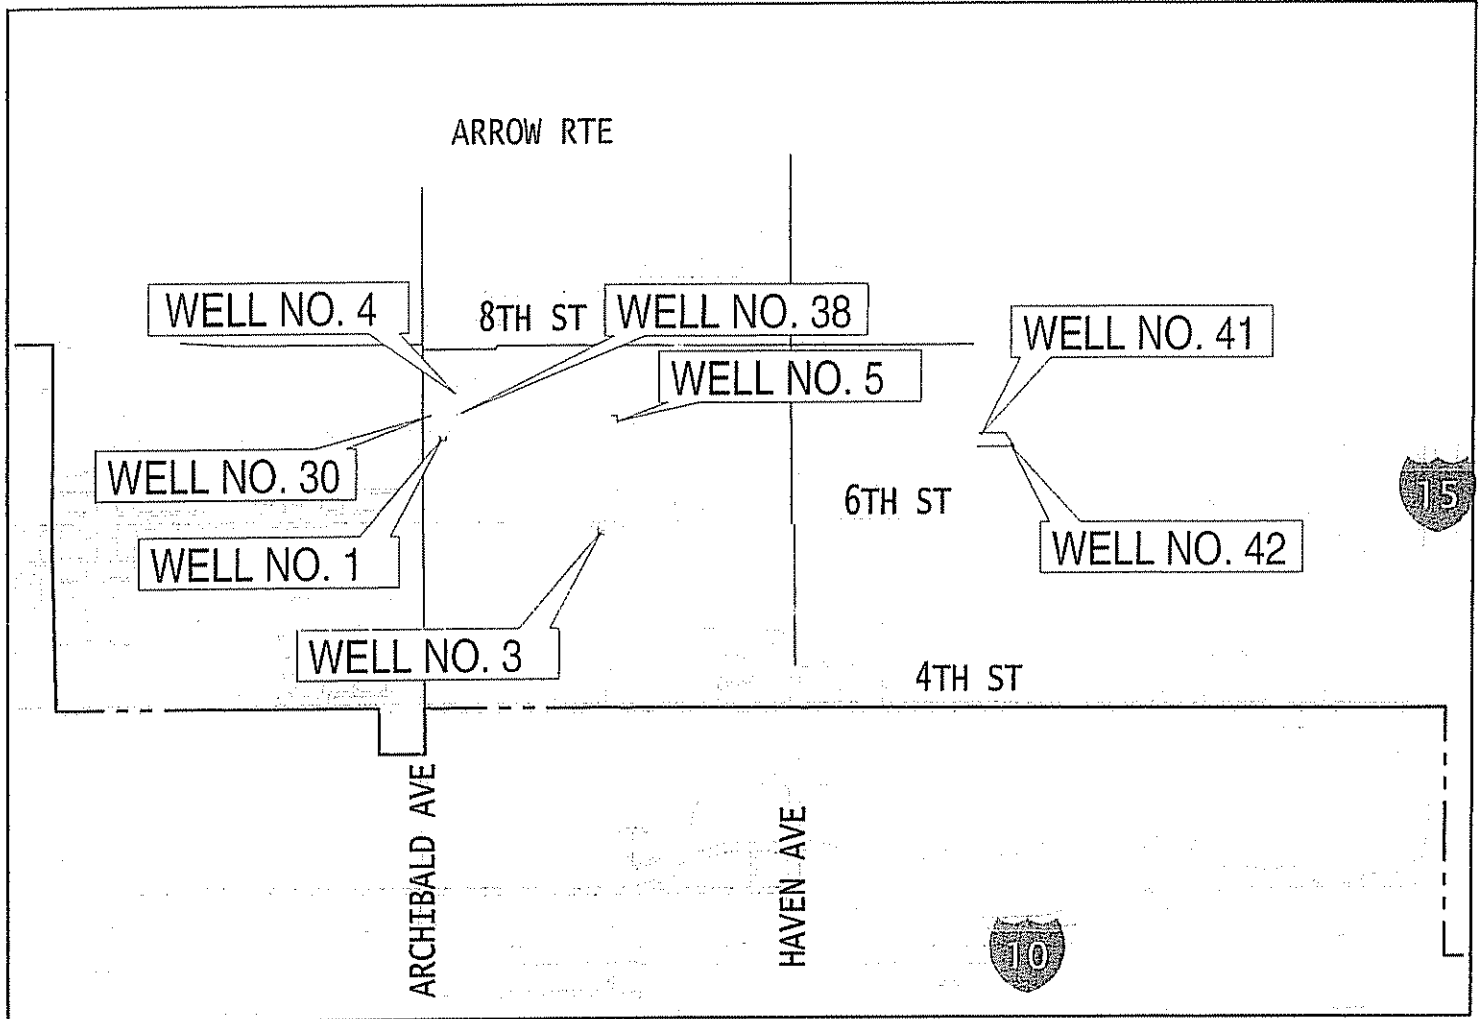 ARROW RTE
WELL NO. 4
8TH ST
WELL NO. 38
WELL NO. 41
WELL NO. 5
WELL NO. 30
6TH ST
15
WELL NO. 1
WELL NO. 42
WELL NO. 3
4TH ST
ARCHIBALD AVE
HAVEN AVE
10